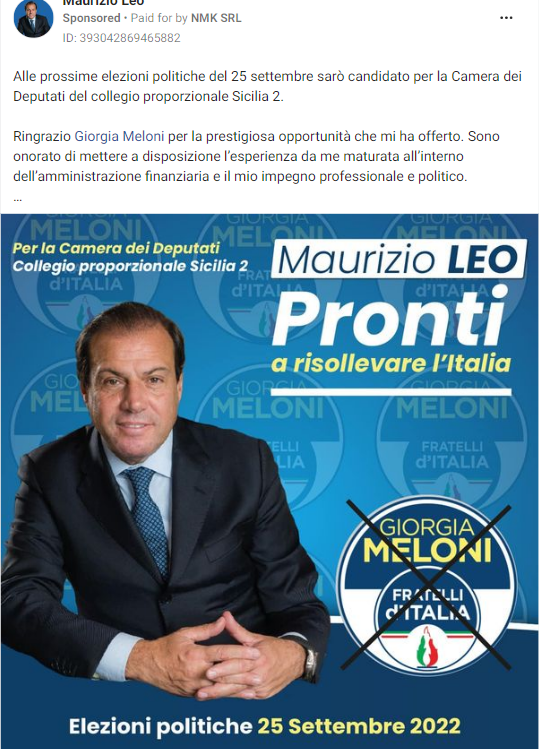 Maurizio Leo
Sponsored • Paid for by NMK SRL
ID: 393042869465882
Alle prossime elezioni politiche del 25 settembre sarò candidato per la Camera dei
Deputati del collegio proporzionale Sicilia 2.
Ringrazio Giorgia Meloni per la prestigiosa opportunità che mi ha offerto. Sono
onorato di mettere a disposizione l'esperienza da me maturata all'interno
dell'amministrazione finanziaria e il mio impegno professionale e politico.
...
Per la Camera dei Deputati
Collegio proporzionale Sicilia 2
Maurizio LEO
Pronti
a risollevare l'Italia
GIORGIA
MELONI
FRATELLI
d'ITALIA
GIORGIA
MELONI
FRATELLI
d'ITALIA
Elezioni politiche 25 Settembre 2022